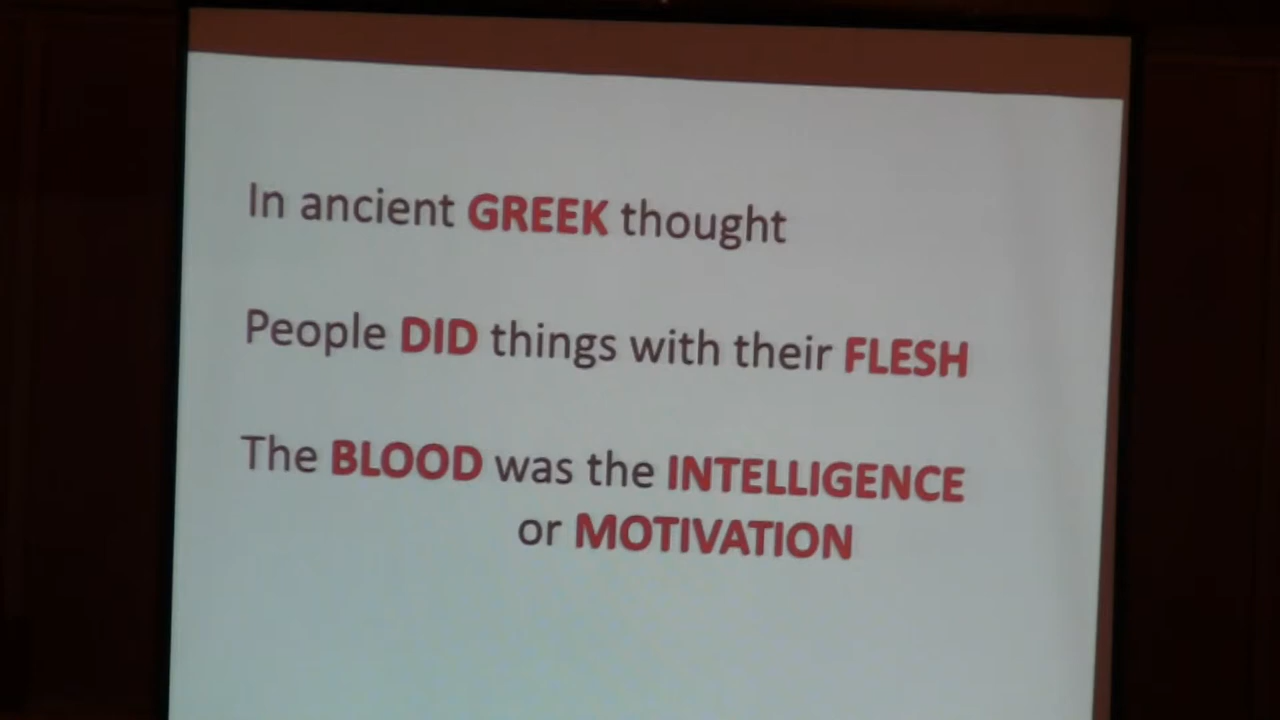 In ancient GREEK thought
People DID things with their FLESH
The BLOOD was the INTELLIGENCE
or MOTIVATION